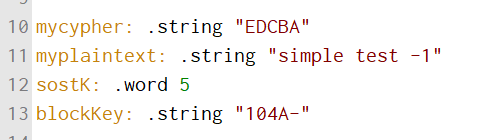 10 mycypher: .string "EDCBA"
11 myplaintext: .string "simple test -1"
12 sostK: .word 5
13 blockKey: .string "104A-"